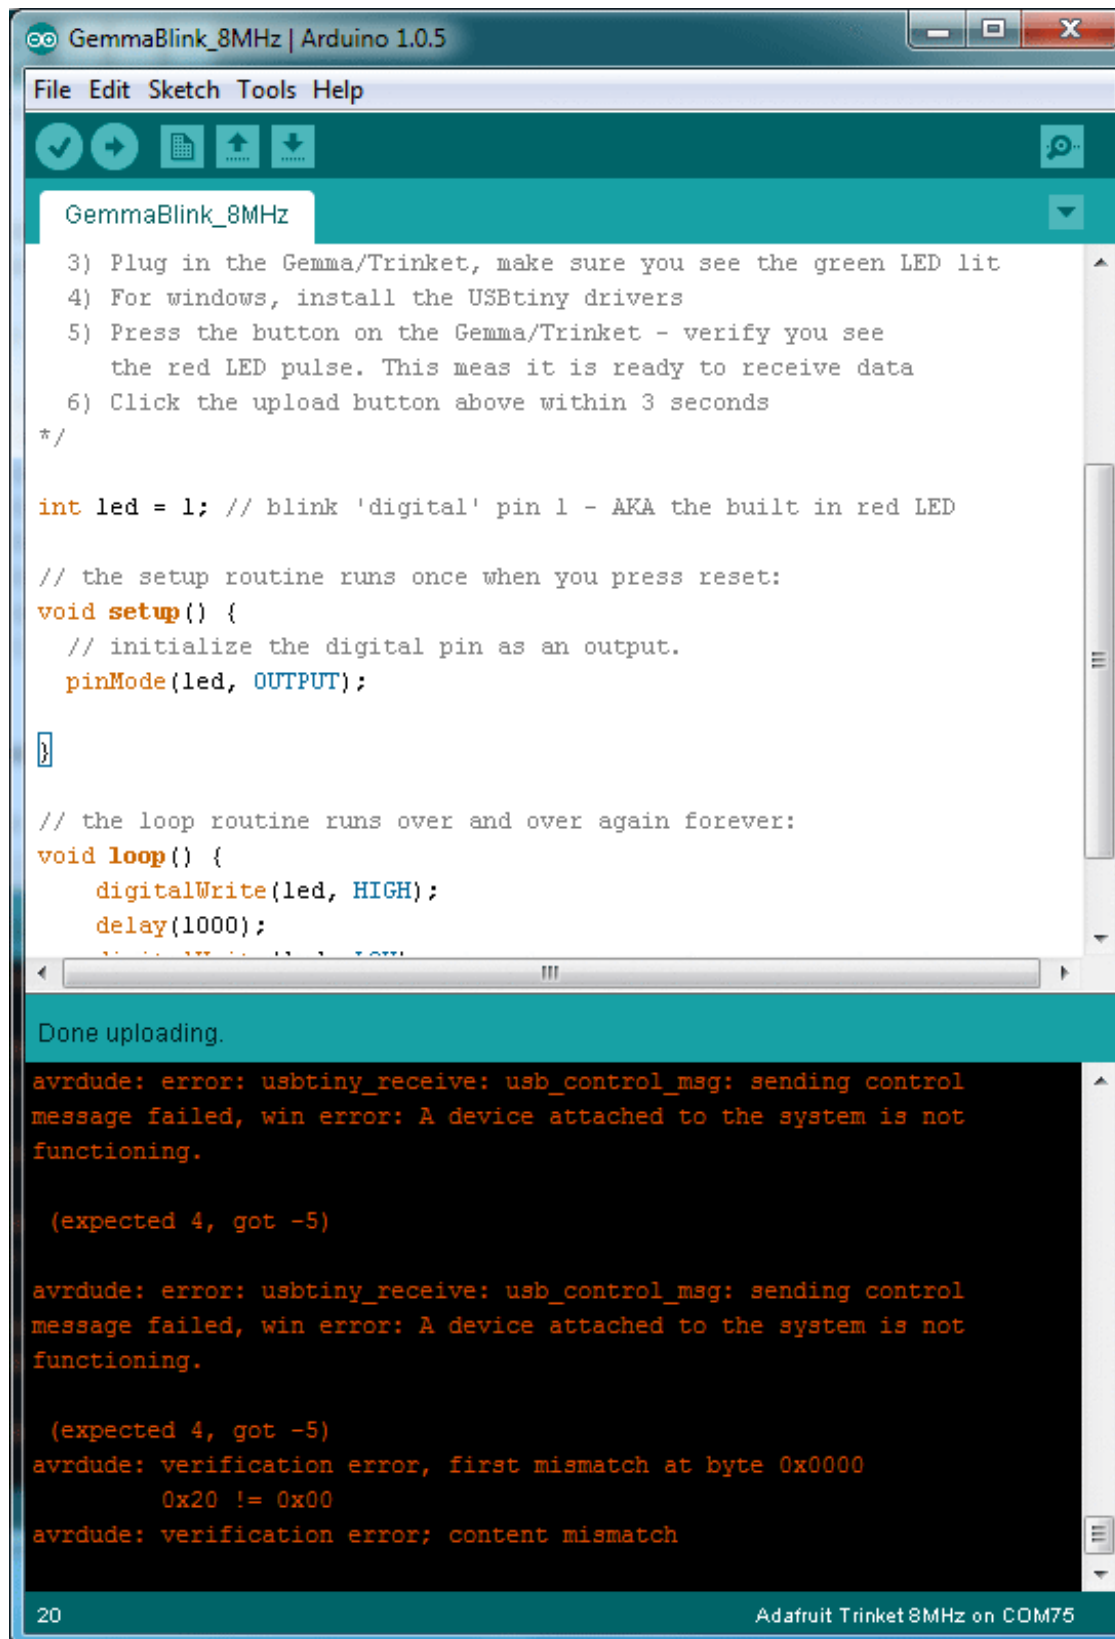 GemmaBlink_8MHz | Arduino 1.0.5
File Edit Sketch Tools Help
GemmaBlink_8MHz
3) Plug in the Gemma/Trinket, make sure you see the green LED lit
4) For windows, install the USBtiny drivers
5) Press the button on the Gemma/Trinket - verify you see
the red LED pulse. This meas it is ready to receive data
6) Click the upload button above within 3 seconds
*/
int led = 1; // blink 'digital' pin 1 - AKA the built in red LED
// the setup routine runs once when you press reset:
void setup() {
// initialize the digital pin as an output.
pinMode(led, OUTPUT);
}
// the loop routine runs over and over again forever:
void loop() {
digitalWrite(led, HIGH);
delay(1000);
Done uploading.
avrdude: error: usbtiny_receive: usb_control_msg: sending control
message failed, win error: A device attached to the system is not
functioning.
(expected 4, got -5)
avrdude: error: usbtiny_receive: usb_control_msg: sending control
message failed, win error: A device attached to the system is not
functioning.
(expected 4, got -5)
avrdude: verification error, first mismatch at byte 0x0000
0x20 != 0x00
avrdude: verification error; content mismatch
20
Adafruit Trinket 8MHz on COM75